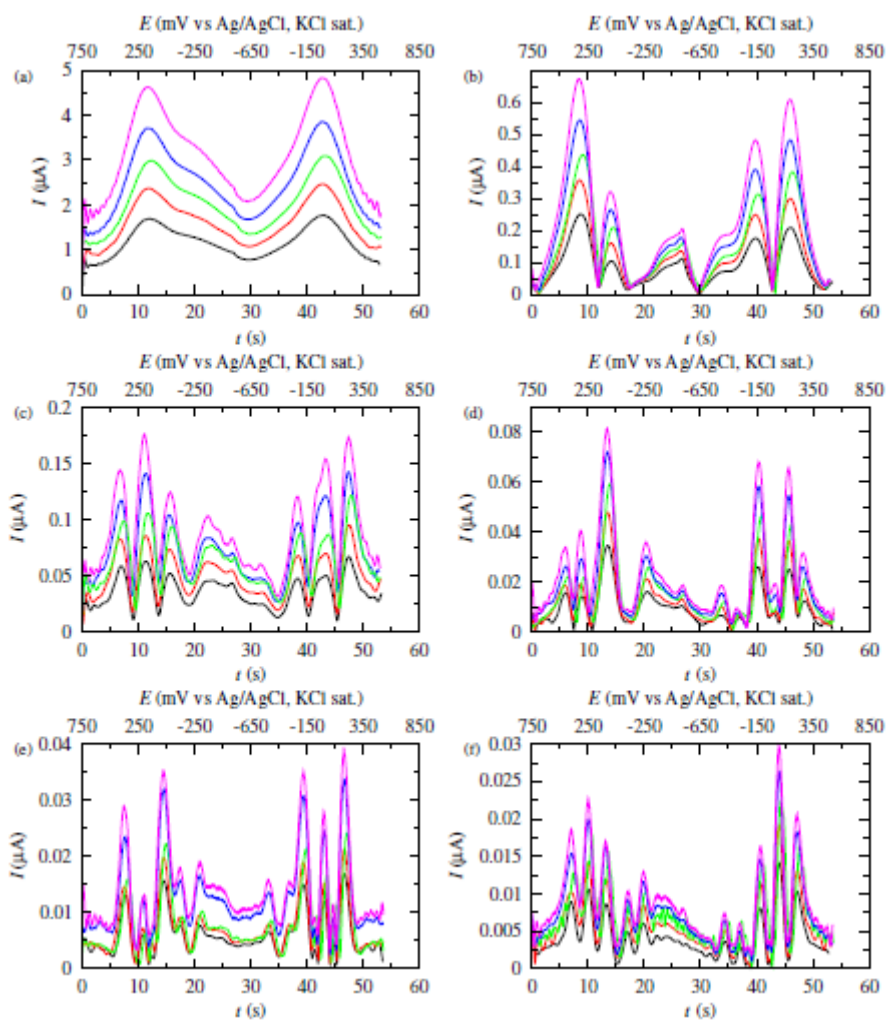 E (mV vs Ag/AgCl, KCl sat.) E (mV vs Ag/AgCl, KCl sat.)
750 250 -250 -650 -150 350 850 750 250 -250 -650 -150 350 850
(a) 5 4 3 2 1 0
I (μA)
0 10 20 30 40 50 60
t (s)
(b) 0.6 0.5 0.4 0.3 0.2 0.1 0
I (μA)
0 10 20 30 40 50 60
t (s)
E (mV vs Ag/AgCl, KCl sat.) E (mV vs Ag/AgCl, KCl sat.)
750 250 -250 -650 -150 350 850 750 250 -250 -650 -150 350 850
(c) 0.2 0.15 0.1 0.05 0
I (μA)
0 10 20 30 40 50 60
t (s)
(d) 0.08 0.06 0.04 0.02 0
I (μA)
0 10 20 30 40 50 60
t (s)
E (mV vs Ag/AgCl, KCl sat.) E (mV vs Ag/AgCl, KCl sat.)
750 250 -250 -650 -150 350 850 750 250 -250 -650 -150 350 850
(e) 0.04 0.03 0.02 0.01 0
I (μA)
0 10 20 30 40 50 60
t (s)
(f) 0.03 0.025 0.02 0.015 0.01 0.005 0
I (μA)
0 10 20 30 40 50 60
t (s)